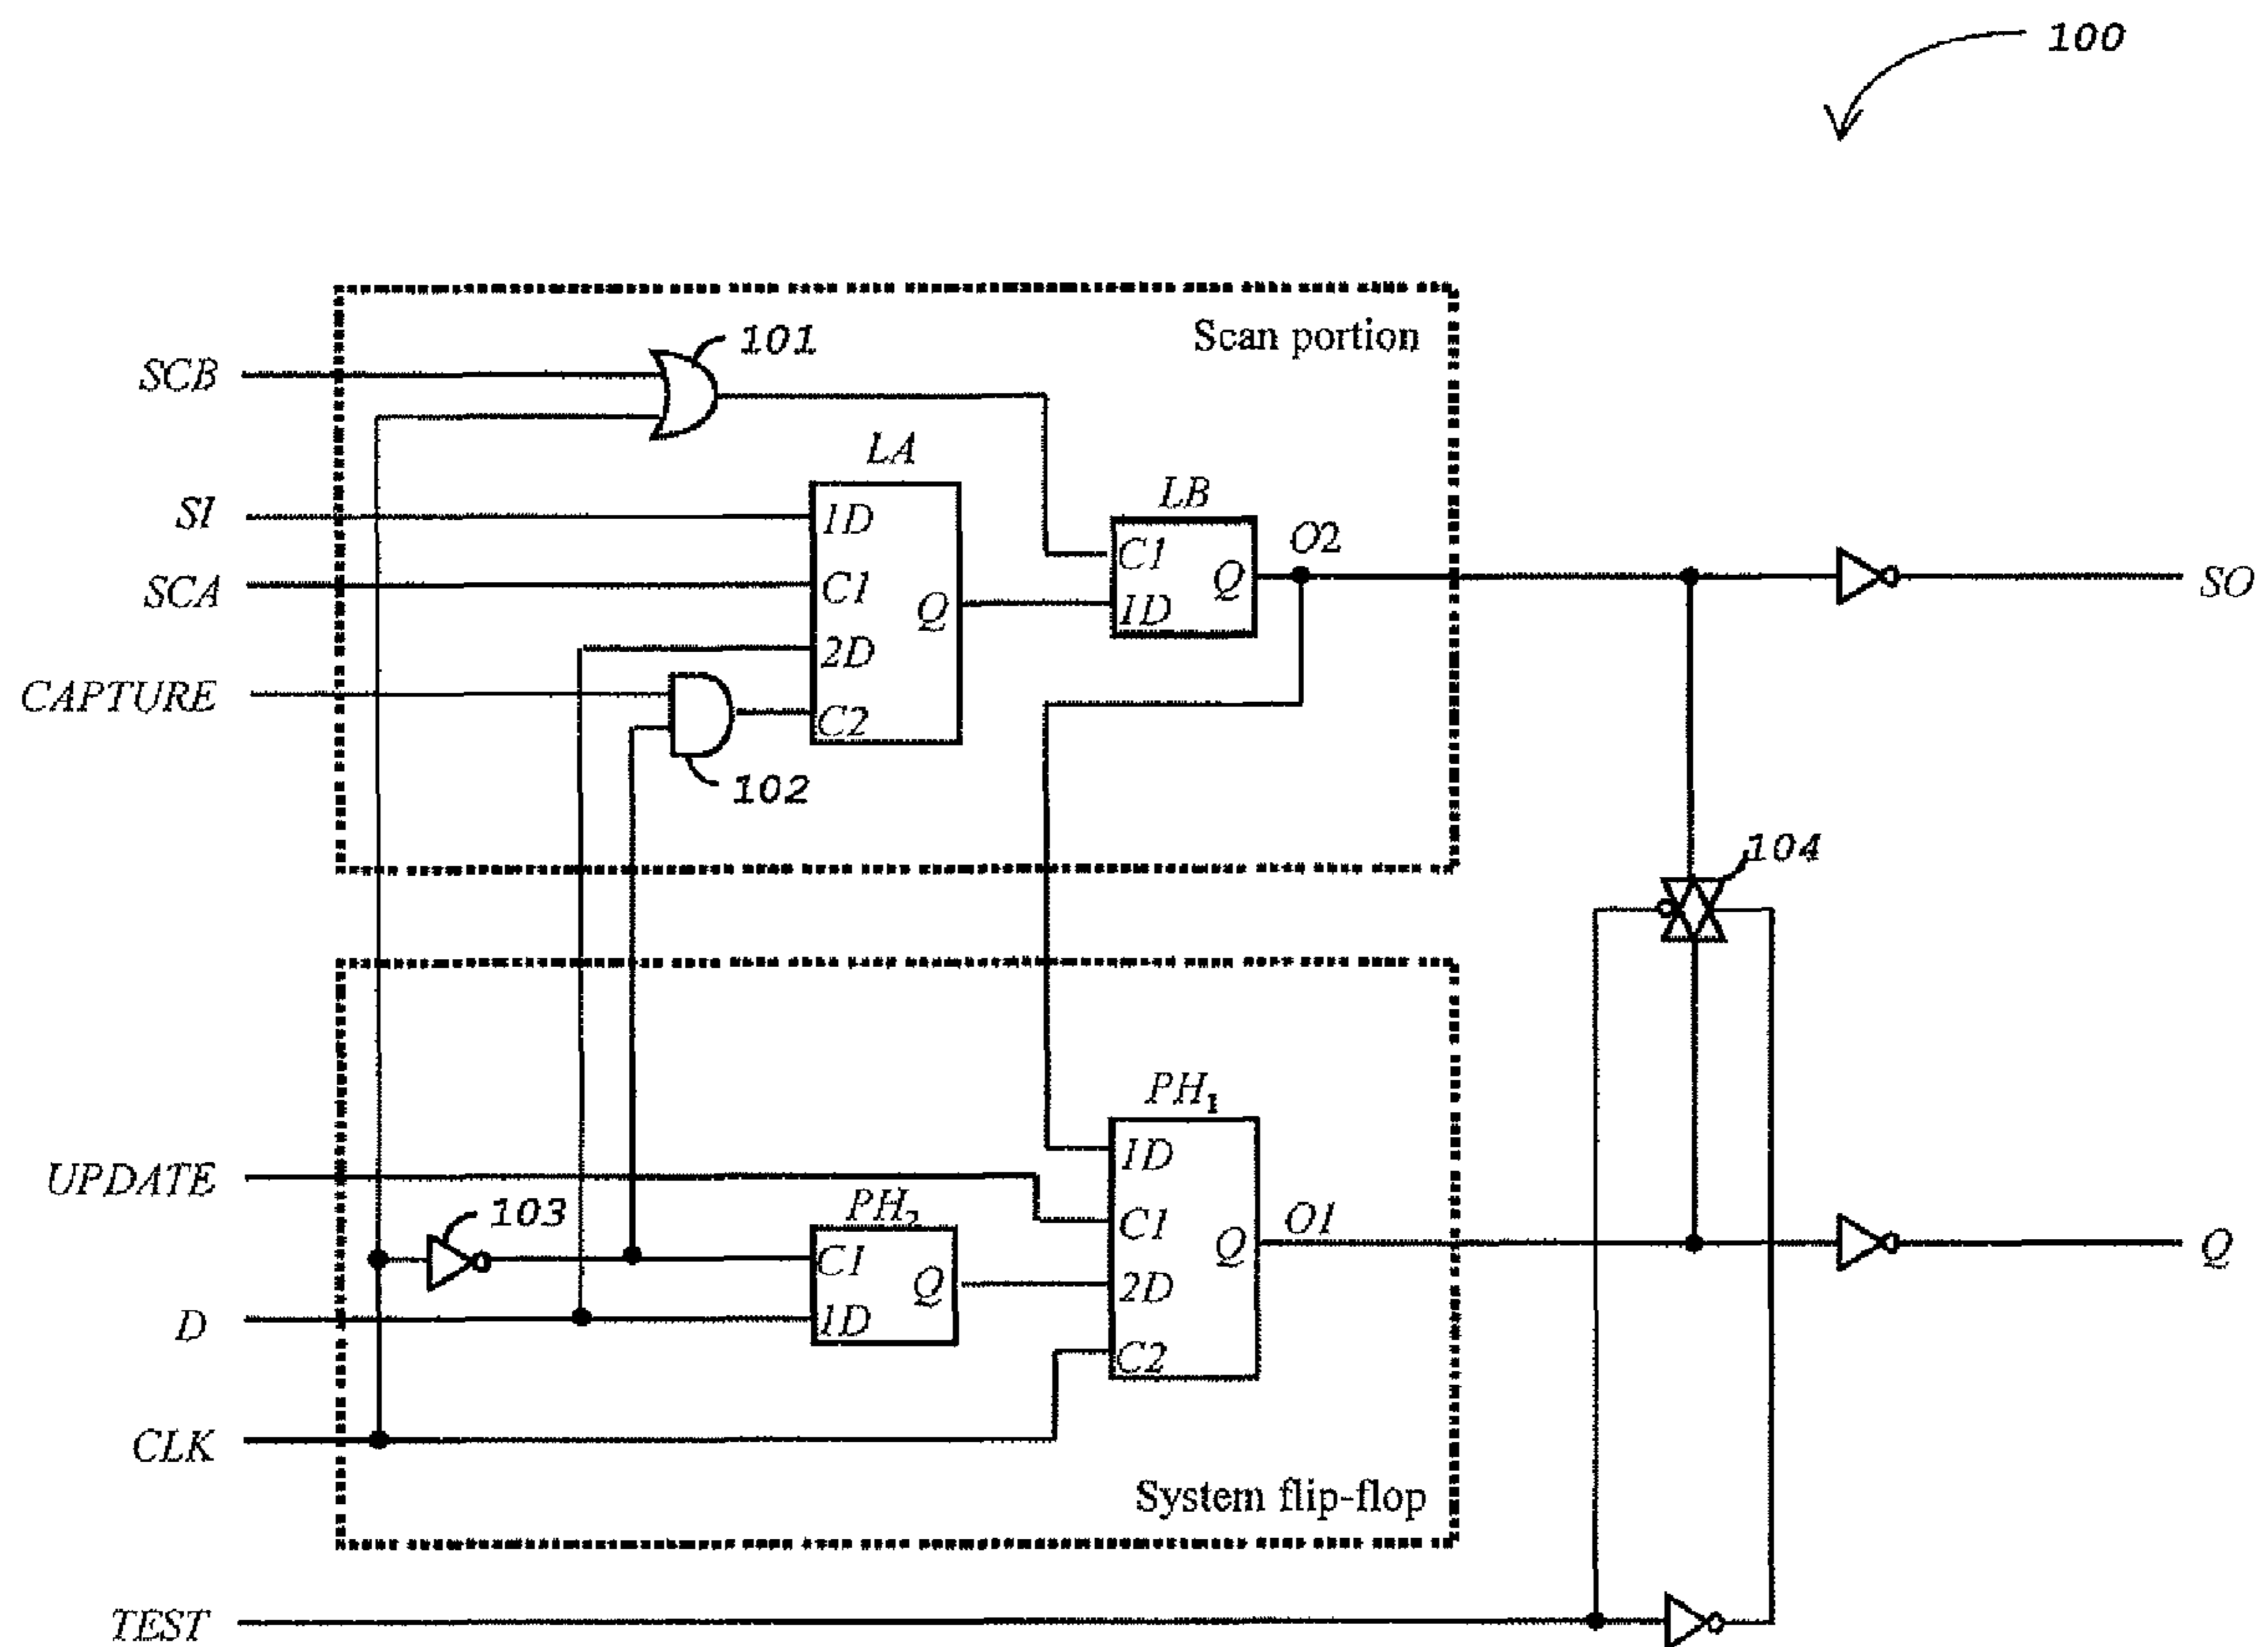 100
Scan portion
SCB
101
LA
SI
1D
LB
C1
O2
SCA
C1
Q
Q
1D
SO
2D
CAPTURE
C2
102
104
PH1
1D
UPDATE
103
PH2
C1
O1
C1
Q
Q
Q
2D
D
1D
C2
CLK
System flip-flop
TEST